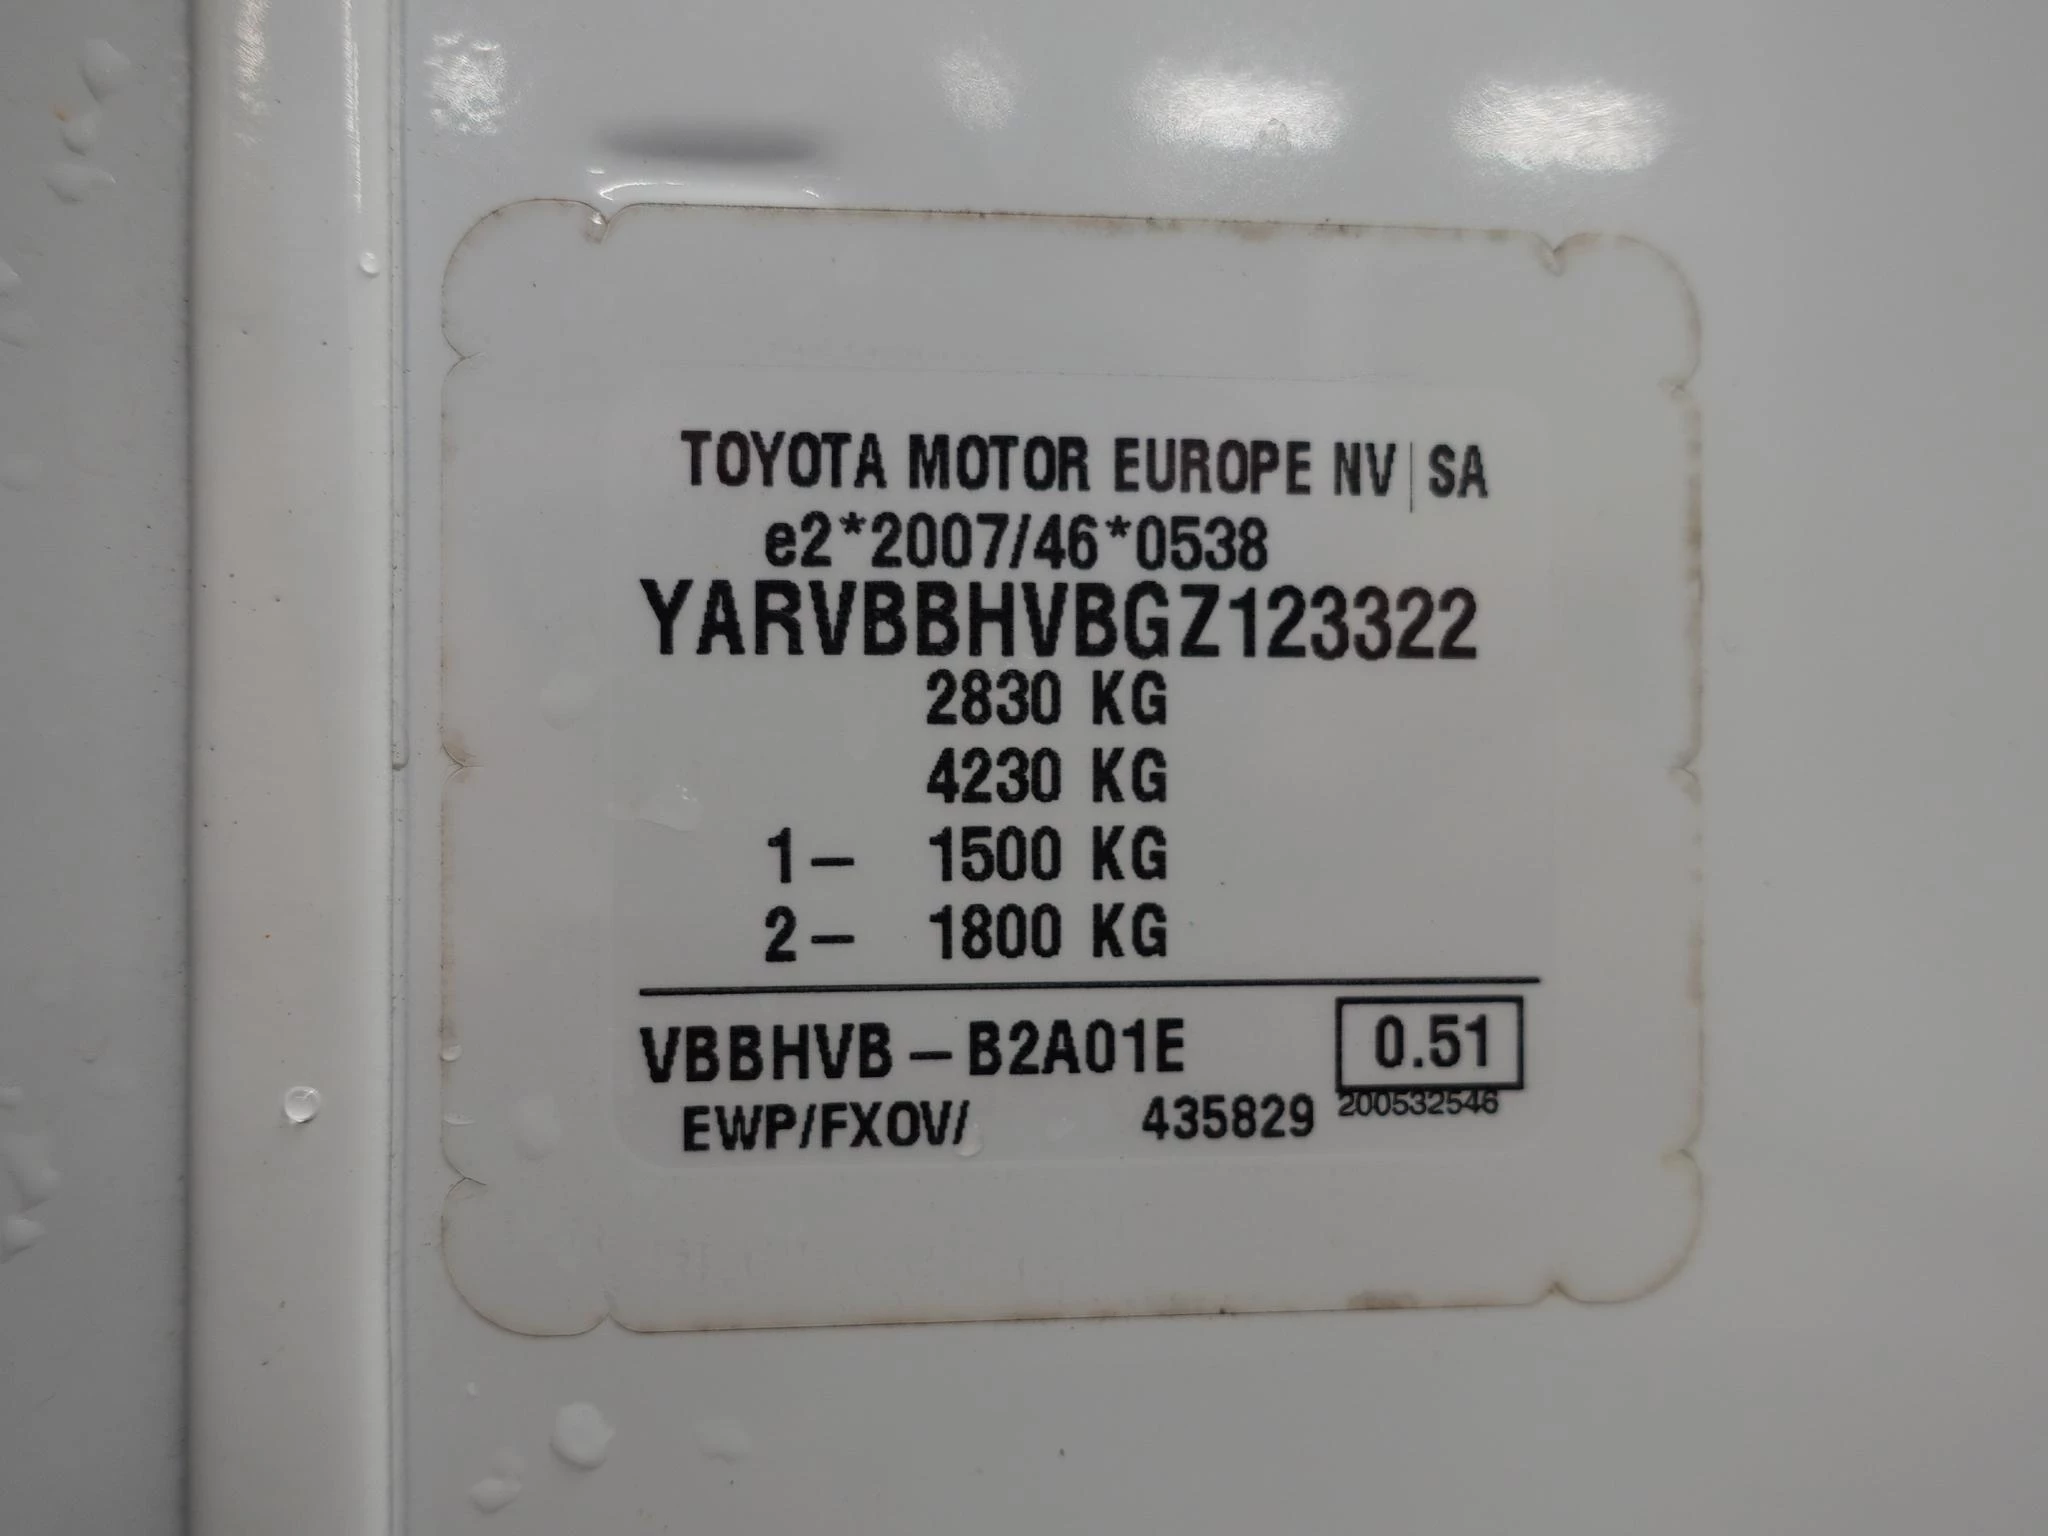 TOYOTA MOTOR EUROPE NV|SA
e2*2007/46*0538
YARVBBHVBGZ123322
2830 KG
4230 KG
1– 1500 KG
2– 1800 KG
VBBHVB–B2A01E 0.51
EWP/FXOV/ 435829 200532546